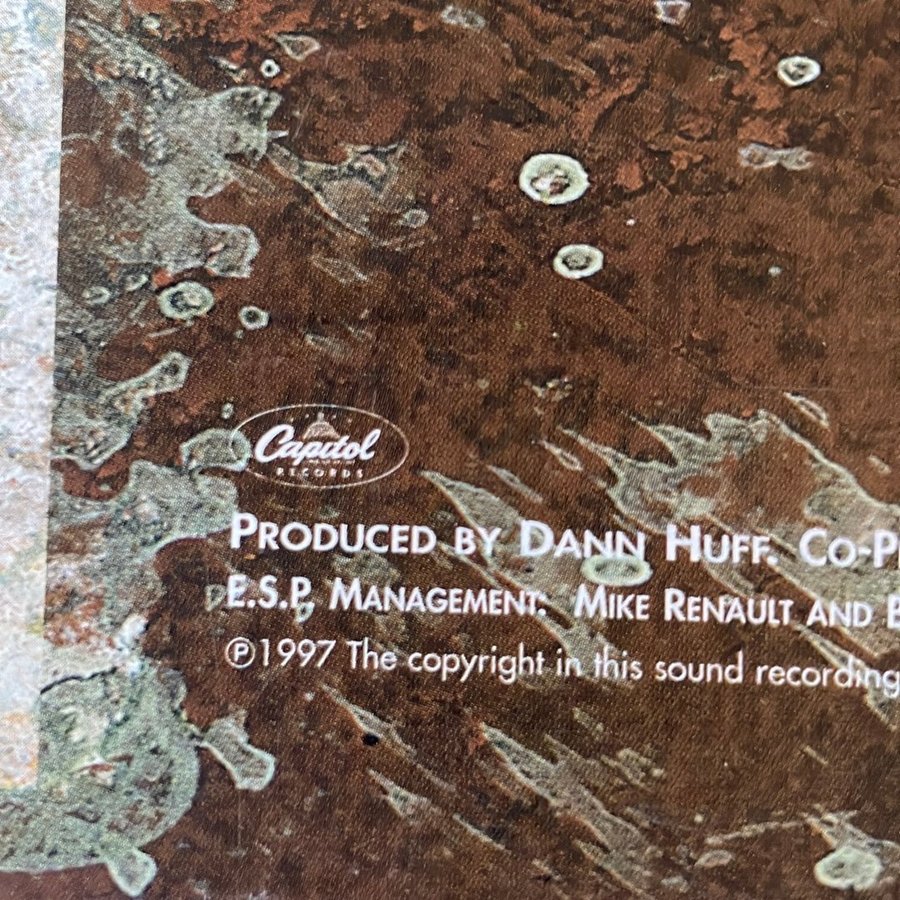 Capitol
RECORDS
PRODUCED BY DANN HUFF. CO-P
E.S.P. MANAGEMENT: MIKE RENAULT AND
℗1997 The copyright in this sound recording